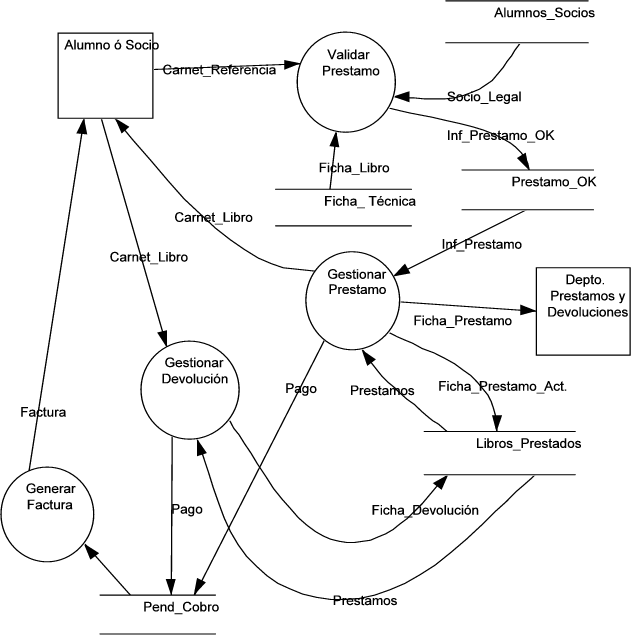 Alumnos_Socios
Alumno ó Socio
Validar
Prestamo
Carnet_Referencia
Socio_Legal
Inf_Prestamo_OK
Ficha_Libro
Prestamo_OK
Ficha_ Técnica
Carnet_Libro
Inf_Prestamo
Carnet_Libro
Gestionar
Prestamo
Depto.
Prestamos y
Devoluciones
Ficha_Prestamo
Gestionar
Devolución
Pago
Prestamos
Ficha_Prestamo_Act.
Factura
Libros_Prestados
Generar
Factura
Pago
Ficha_Devolución
Prestamos
Pend_Cobro